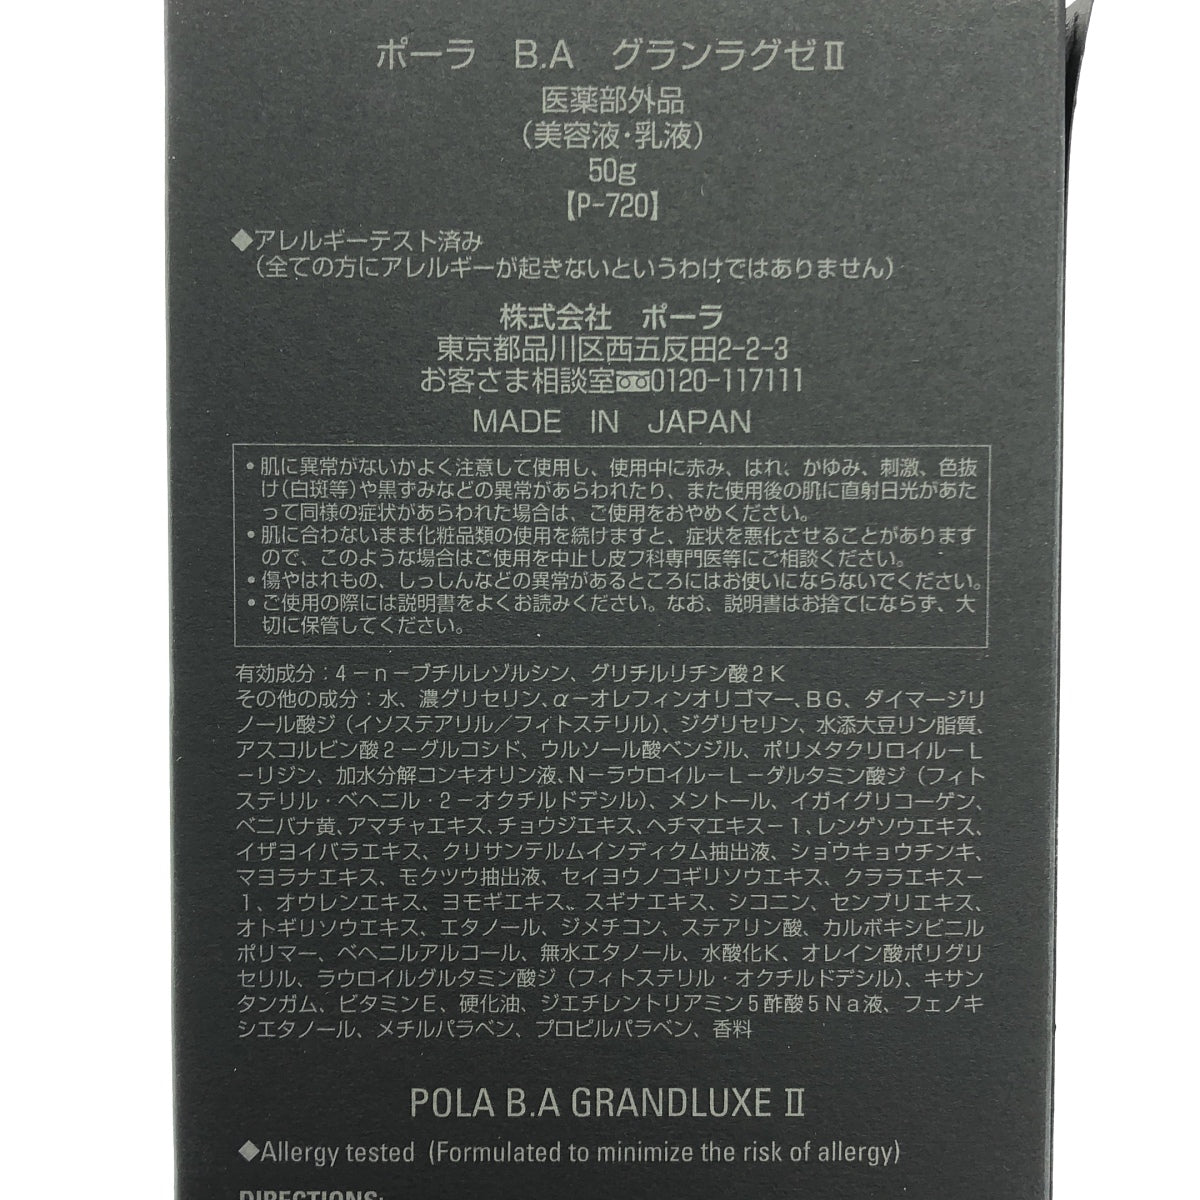 ポーラ　B.A　グランラグゼⅡ
医薬部外品
（美容液・乳液）
50g
【P-720】
◆アレルギーテスト済み
（全ての方にアレルギーが起きないというわけではありません）
株式会社　ポーラ
東京都品川区西五反田2-2-3
お客さま相談室0120-117111
MADE IN JAPAN
・肌に異常がないかよく注意して使用し、使用中に赤み、はれ、かゆみ、刺激、色抜
け（白斑等）や黒ずみなどの異常があらわれたり、また使用後の肌に直射日光があた
って同様の症状があらわれた場合は、ご使用をおやめください。
・肌に合わないまま化粧品類の使用を続けますと、症状を悪化させることがあります
ので、このような場合はご使用を中止し皮フ科専門医等にご相談ください。
・傷やはれもの、しっしんなどの異常があるところにはお使いにならないでください。
・ご使用の際には説明書をよくお読みください。なお、説明書はお捨てにならず、大
切に保管してください。
有効成分：4－n－ブチルレゾルシン、グリチルリチン酸2K
その他の成分：水、濃グリセリン、α－オレフィンオリゴマー、BG、ダイマージリ
ノール酸ジ（イソステアリル／フィトステリル）、ジグリセリン、水添大豆リン脂質、
アスコルビン酸2－グルコシド、ウルソール酸ベンジル、ポリメタクリロイル－L
－リジン、加水分解コンキオリン液、N－ラウロイル－L－グルタミン酸ジ（フィト
ステリル・ベヘニル・2－オクチルドデシル）、メントール、イガイグリコーゲン、
ベニバナ黄、アマチャエキス、チョウジエキス、ヘチマエキス－1、レンゲソウエキス、
イザヨイバラエキス、クリサンテルムインディクム抽出液、ショウキョウチンキ、
マヨラナエキス、モクツウ抽出液、セイヨウノコギリソウエキス、クララエキス－
1、オウレンエキス、ヨモギエキス、スギナエキス、シコニン、センブリエキス、
オトギリソウエキス、エタノール、ジメチコン、ステアリン酸、カルボキシビニル
ポリマー、ベヘニルアルコール、無水エタノール、水酸化K、オレイン酸ポリグリ
セリル、ラウロイルグルタミン酸ジ（フィトステリル・オクチルドデシル）、キサン
タンガム、ビタミンE、硬化油、ジエチレントリアミン5酢酸5Na液、フェノキ
シエタノール、メチルパラベン、プロピルパラベン、香料
POLA B.A GRANDLUXE Ⅱ
◆Allergy tested (Formulated to minimize the risk of allergy)
DIRECTIONS: